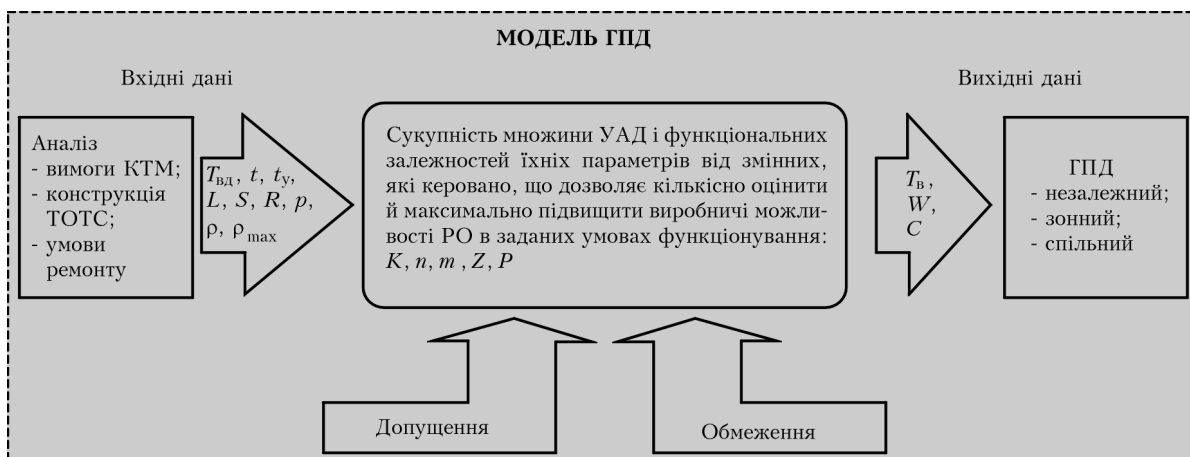 МОДЕЛЬ ГПД
Вхідні дані
Вихідні дані
Аналіз
- вимоги КТМ;
- конструкція
ТОТС;
- умови
ремонту
Tвд, t, tу,
L, S, R, p,
ρ, ρmax
Сукупність множини УАД і функціональних
залежностей їхніх параметрів від змінних,
які керовано, що дозволяє кількісно оцінити
й максимально підвищити виробничі можли-
вості РО в заданих умовах функціонування:
K, n, m , Z, P
Tв,
W,
C
ГПД
- незалежний;
- зонний;
- спільний
Допущення
Обмеження